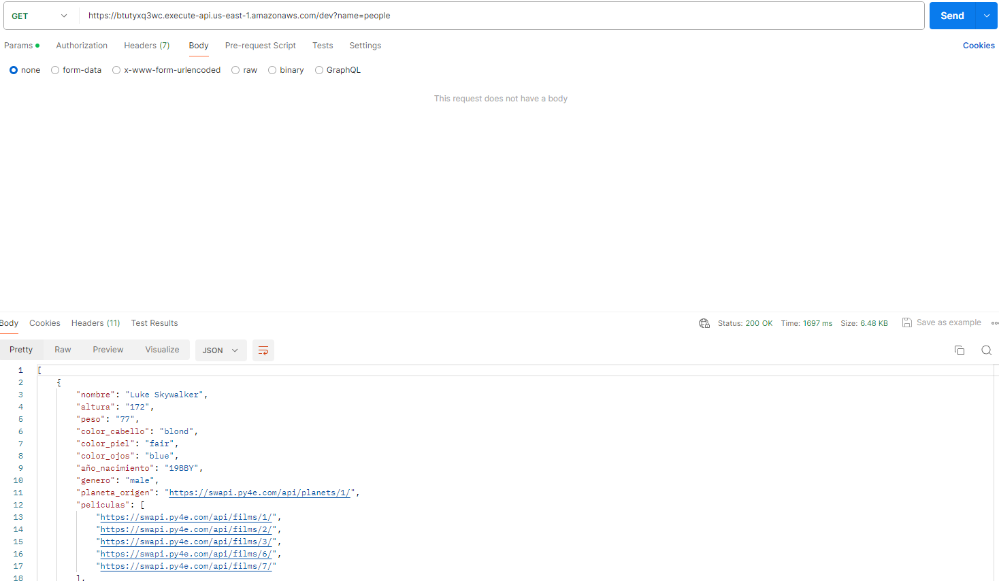 GET https://btutyxq3wc.execute-api.us-east-1.amazonaws.com/dev?name=people Send
Params Authorization Headers (7) Body Pre-request Script Tests Settings Cookies
none form-data x-www-form-urlencoded raw binary GraphQL
This request does not have a body
Body Cookies Headers (11) Test Results Status: 200 OK Time: 1697 ms Size: 6.48 KB Save as example
Pretty Raw Preview Visualize JSON
1 [
2 {
3 "nombre": "Luke Skywalker",
4 "altura": "172",
5 "peso": "77",
6 "color_cabello": "blond",
7 "color_piel": "fair",
8 "color_ojos": "blue",
9 "año_nacimiento": "19BBY",
10 "genero": "male",
11 "planeta_origen": "https://swapi.py4e.com/api/planets/1/",
12 "peliculas": [
13 "https://swapi.py4e.com/api/films/1/",
14 "https://swapi.py4e.com/api/films/2/",
15 "https://swapi.py4e.com/api/films/3/",
16 "https://swapi.py4e.com/api/films/6/",
17 "https://swapi.py4e.com/api/films/7/"
18 ],